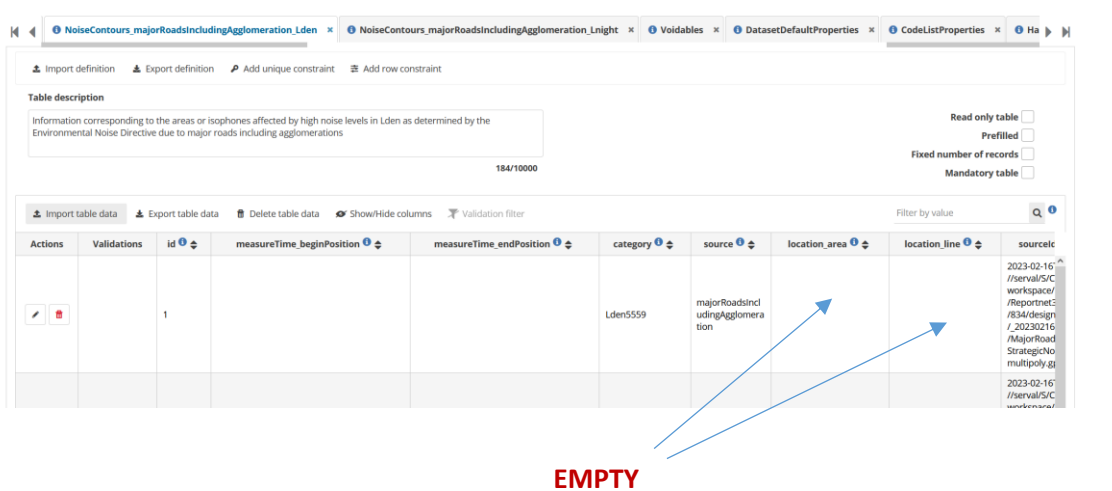 NoiseContours_majorRoadsIncludingAgglomeration_Lden × NoiseContours_majorRoadsIncludingAgglomeration_Lnight × Voidables × DatasetDefaultProperties × CodeListProperties × Ha
Import definition Export definition Add unique constraint Add row constraint
Table description
Information corresponding to the areas or isophones affected by high noise levels in Lden as determined by the
Environmental Noise Directive due to major roads including agglomerations
184/10000
Read only table
Prefilled
Fixed number of records
Mandatory table
Import table data Export table data Delete table data Show/Hide columns Validation filter Filter by value
Actions Validations id measureTime_beginPosition measureTime_endPosition category source location_area location_line sourceId
1 Lden5559
majorRoadsIncl
udingAgglomera
tion
2023-02-16T
//serval/S/C
workspace/
/Reportnet3
/834/design
/_20230216
/MajorRoad
StrategicNo
multipoly.gp
2023-02-16T
//serval/S/C
workspace/
EMPTY